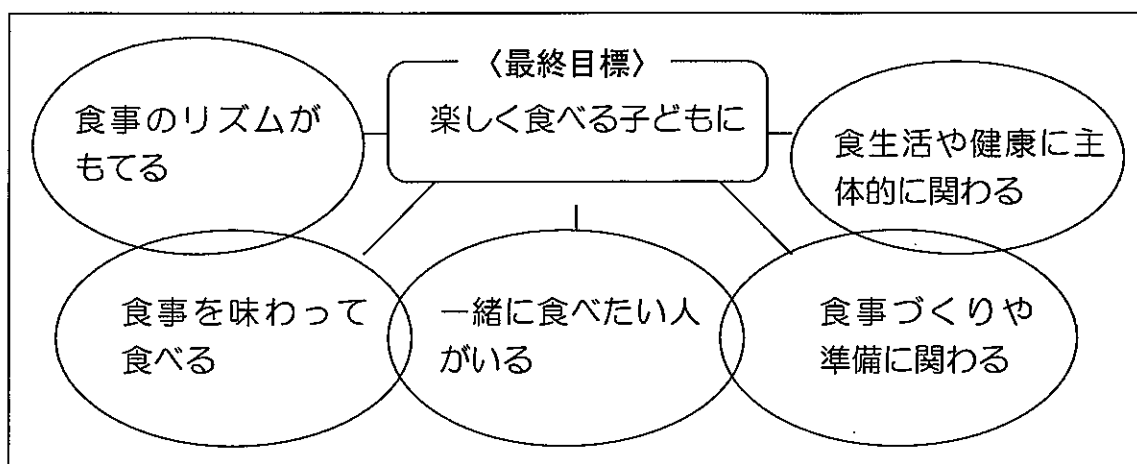 〈最終目標〉
楽しく食べる子どもに
食事のリズムが
もてる
食生活や健康に主
体的に関わる
食事を味わって
食べる
一緒に食べたい人
がいる
食事づくりや
準備に関わる